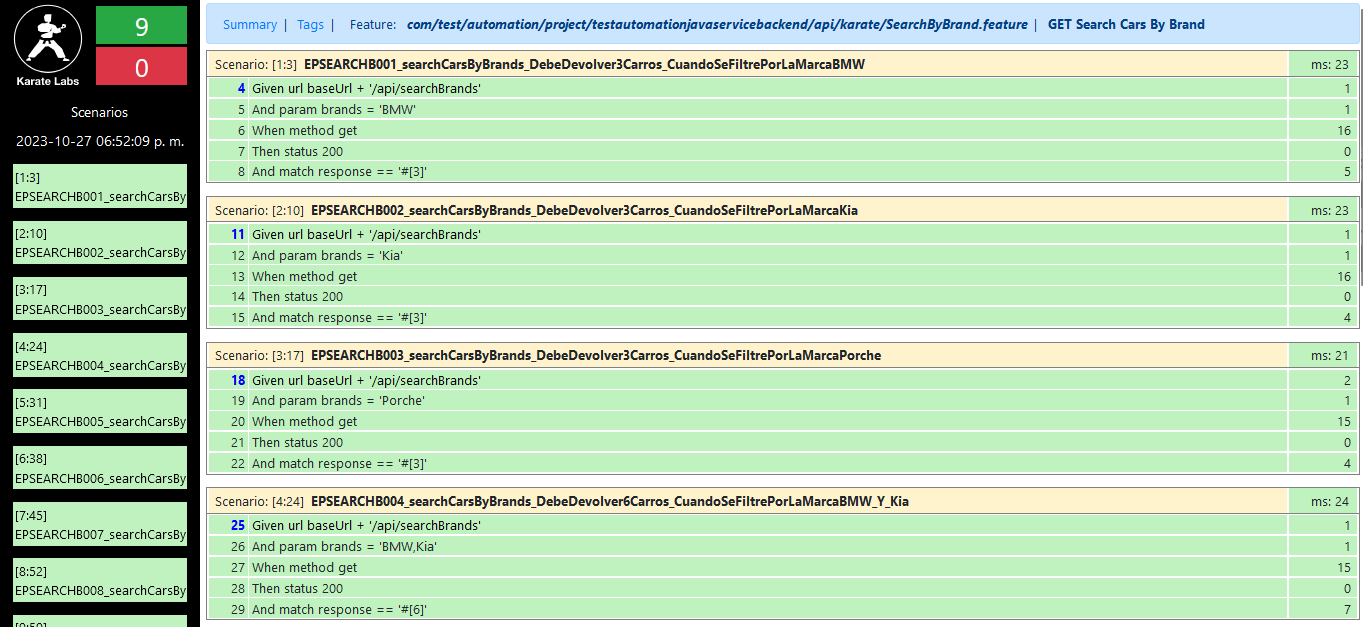 Karate Labs
9
0
Scenarios
2023-10-27 06:52:09 p. m.
[1:3]
EPSEARCHB001_searchCarsBy
[2:10]
EPSEARCHB002_searchCarsBy
[3:17]
EPSEARCHB003_searchCarsBy
[4:24]
EPSEARCHB004_searchCarsBy
[5:31]
EPSEARCHB005_searchCarsBy
[6:38]
EPSEARCHB006_searchCarsBy
[7:45]
EPSEARCHB007_searchCarsBy
[8:52]
EPSEARCHB008_searchCarsBy
Summary | Tags | Feature: com/test/automation/project/testautomationjavaservicebackend/api/karate/SearchByBrand.feature | GET Search Cars By Brand
Scenario: [1:3] EPSEARCHB001_searchCarsByBrands_DebeDevolver3Carros_CuandoSeFiltrePorLaMarcaBMW ms: 23
4 Given url baseUrl + '/api/searchBrands' 1
5 And param brands = 'BMW' 1
6 When method get 16
7 Then status 200 0
8 And match response == '#[3]' 5
Scenario: [2:10] EPSEARCHB002_searchCarsByBrands_DebeDevolver3Carros_CuandoSeFiltrePorLaMarcaKia ms: 23
11 Given url baseUrl + '/api/searchBrands' 1
12 And param brands = 'Kia' 1
13 When method get 16
14 Then status 200 0
15 And match response == '#[3]' 4
Scenario: [3:17] EPSEARCHB003_searchCarsByBrands_DebeDevolver3Carros_CuandoSeFiltrePorLaMarcaPorche ms: 21
18 Given url baseUrl + '/api/searchBrands' 2
19 And param brands = 'Porche' 1
20 When method get 15
21 Then status 200 0
22 And match response == '#[3]' 4
Scenario: [4:24] EPSEARCHB004_searchCarsByBrands_DebeDevolver6Carros_CuandoSeFiltrePorLaMarcaBMW_Y_Kia ms: 24
25 Given url baseUrl + '/api/searchBrands' 1
26 And param brands = 'BMW,Kia' 1
27 When method get 15
28 Then status 200 0
29 And match response == '#[6]' 7